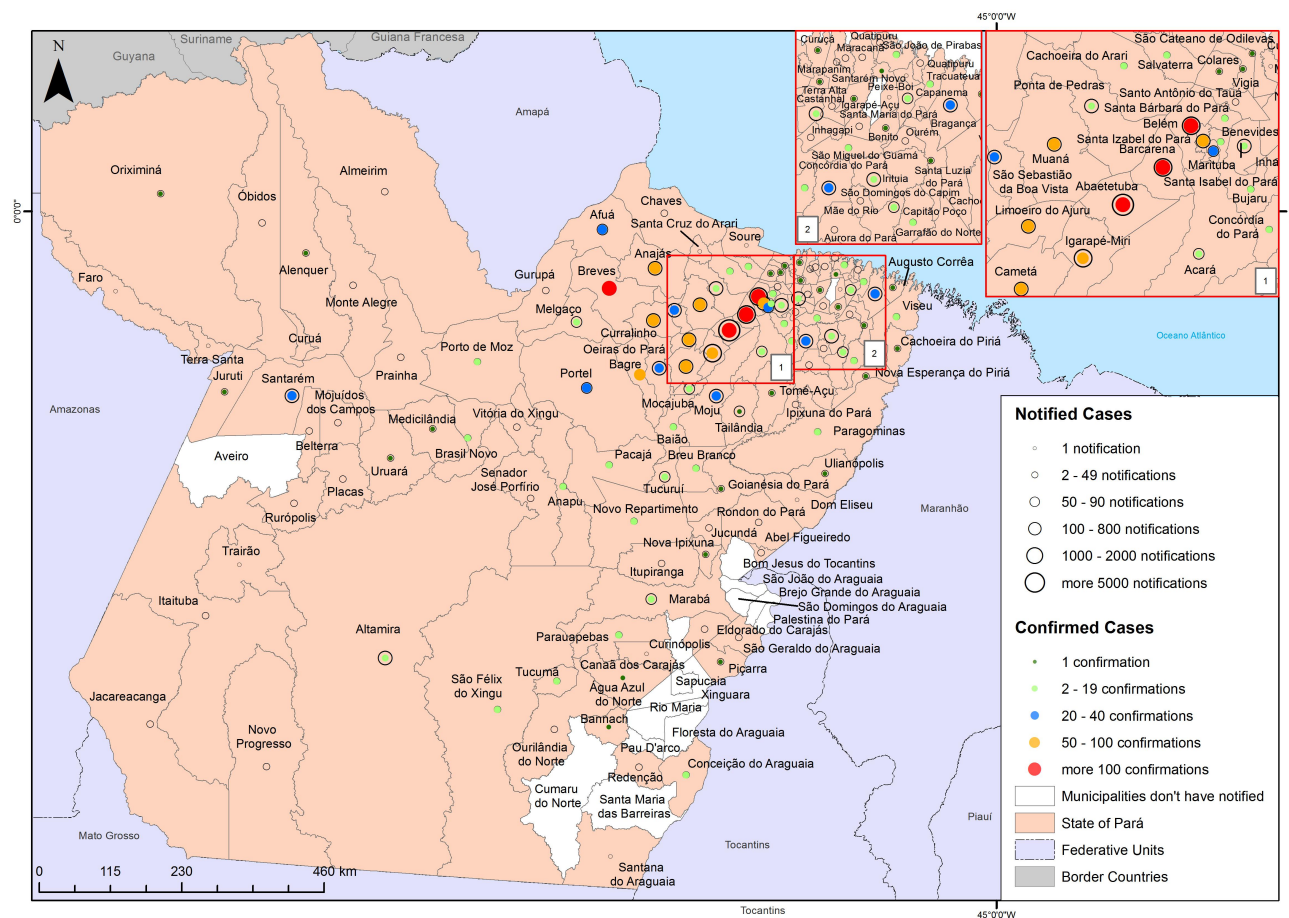 45°0'0"W
Suriname
Guiana Francesa
Guyana
N
Amapá
Oriximiná
Óbidos
Almeirim
Alenquer
Faro
Monte Alegre
Curuá
Terra Santa
Juruti
Santarém
Prainha
Porto de Moz
Mojuídos
dos Campos
Belterra
Medicilândia
Vitória do Xingu
Amazonas
Aveiro
Uruará
Brasil Novo
Placas
Senador
José Porfírio
Rurópolis
Anapu
Trairão
Itaituba
Altamira
Jacareacanga
Novo
Progresso
São Félix
do Xingu
Mato Grosso
0°0'0"
Chaves
Santa Cruz do Arari
Afuá
Soure
Anajás
Gurupá
Breves
Melgaço
Curralinho
Oeiras do Pará
Bagre
Portel
Mocajuba
Moju
Tailândia
Tomé-Açu
Ipixuna do Pará
Baião
Paragominas
Pacajá
Breu Branco
Ulianópolis
Tucuruí
Goianésia do Pará
Novo Repartimento
Rondon do Pará
Dom Eliseu
Jucundá
Abel Figueiredo
Nova Ipixuna
Bom Jesus do Tocantins
Itupiranga
São João do Araguaia
Brejo Grande do Araguaia
Marabá
São Domingos do Araguaia
Palestina do Pará
Eldorado do Carajás
Parauapebas
Curinópolis
São Geraldo do Araguaia
Canaã dos Carajás
Piçarra
Tucumã
Água Azul
do Norte
Sapucaia
Xinguara
Rio Maria
Bannach
Floresta do Araguaia
Ourilândia
do Norte
Pau D'arco
Conceição do Araguaia
Redenção
Cumaru
do Norte
Santa Maria
das Barreiras
Santana
do Araguaia
Augusto Corrêa
Viseu
Cachoeira do Piriá
Nova Esperança do Piriá
Oceano Atlântico
Maranhão
Piauí
Tocantins
Tocantins
1
2
Curuçá
Quatipuru
Maracanã
São João de Pirabas
Marapanim
Quatipuru
Santarém Novo
Tracuateua
Terra Alta
Peixe-Boi
Castanhal
Capanema
Igarapé-Açu
Santa Maria do Pará
Bragança
Inhagapi
Benito
Ourém
São Miguel do Guamá
Concórdia do Pará
Santa Luzia
do Pará
Irituia
São Domingos do Capim
Cacho
Mãe do Rio
Capitão Poço
Garrafão do Norte
Aurora do Pará
2
São Cateano de Odilevas
Cachoeira do Arari
Salvaterra
Colares
Vigia
Ponta de Pedras
Santo Antônio do Tauá
Santa Bárbara do Pará
Belém
Benevides
Santa Izabel do Pará
Barcarena
Muaná
Marituba
Inha
São Sebastião
da Boa Vista
Santa Isabel do Pará
Abaetetuba
Bujaru
Limoeiro do Ajuru
Concórdia
do Pará
Igarapé-Miri
Acará
Cametá
1
Notified Cases
1 notification
2 - 49 notifications
50 - 90 notifications
100 - 800 notifications
1000 - 2000 notifications
more 5000 notifications
Confirmed Cases
1 confirmation
2 - 19 confirmations
20 - 40 confirmations
50 - 100 confirmations
more 100 confirmations
Municipalities don't have notified
State of Pará
Federative Units
Border Countries
0 115 230 460 km
45°0'0"W